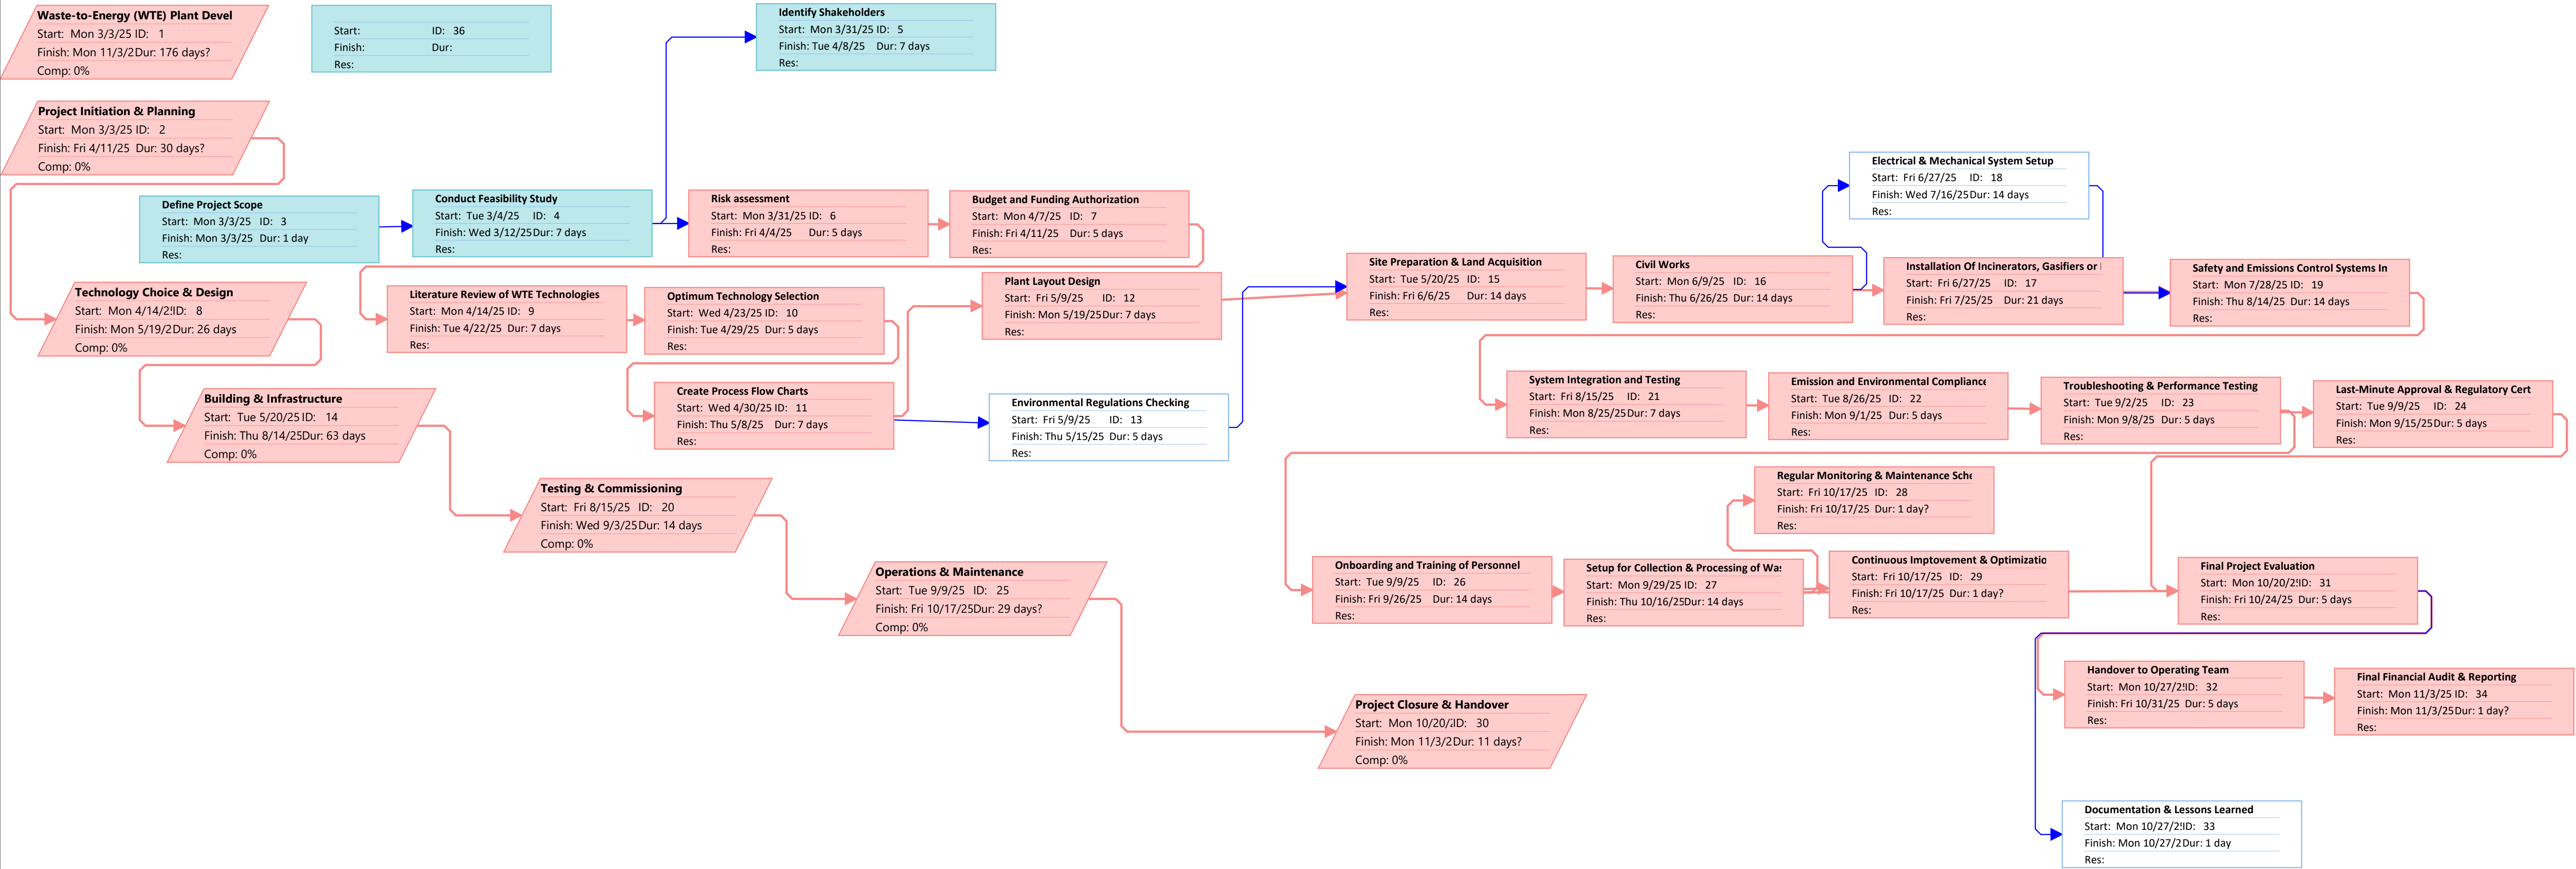 Waste-to-Energy (WTE) Plant Devel
Start: Mon 3/3/25 ID: 1
Finish: Mon 11/3/2Dur: 176 days?
Comp: 0%
Start: ID: 36
Finish: Dur:
Res:
Identify Shakeholders
Start: Mon 3/31/25 ID: 5
Finish: Tue 4/8/25 Dur: 7 days
Res:
Project Initiation & Planning
Start: Mon 3/3/25 ID: 2
Finish: Fri 4/11/25 Dur: 30 days?
Comp: 0%
Electrical & Mechanical System Setup
Start: Fri 6/27/25 ID: 18
Finish: Wed 7/16/25Dur: 14 days
Res:
Define Project Scope
Start: Mon 3/3/25 ID: 3
Finish: Mon 3/3/25 Dur: 1 day
Res:
Conduct Feasibility Study
Start: Tue 3/4/25 ID: 4
Finish: Wed 3/12/25Dur: 7 days
Res:
Risk assessment
Start: Mon 3/31/25 ID: 6
Finish: Fri 4/4/25 Dur: 5 days
Res:
Budget and Funding Authorization
Start: Mon 4/7/25 ID: 7
Finish: Fri 4/11/25 Dur: 5 days
Res:
Technology Choice & Design
Start: Mon 4/14/2!ID: 8
Finish: Mon 5/19/2Dur: 26 days
Comp: 0%
Literature Review of WTE Technologies
Start: Mon 4/14/25 ID: 9
Finish: Tue 4/22/25 Dur: 7 days
Res:
Optimum Technology Selection
Start: Wed 4/23/25 ID: 10
Finish: Tue 4/29/25 Dur: 5 days
Res:
Plant Layout Design
Start: Fri 5/9/25 ID: 12
Finish: Mon 5/19/25Dur: 7 days
Res:
Site Preparation & Land Acquisition
Start: Tue 5/20/25 ID: 15
Finish: Fri 6/6/25 Dur: 14 days
Res:
Civil Works
Start: Mon 6/9/25 ID: 16
Finish: Thu 6/26/25 Dur: 14 days
Res:
Installation Of Incinerators, Gasifiers or
Start: Fri 6/27/25 ID: 17
Finish: Fri 7/25/25 Dur: 21 days
Res:
Safety and Emissions Control Systems In
Start: Mon 7/28/25 ID: 19
Finish: Thu 8/14/25 Dur: 14 days
Res:
Building & Infrastructure
Start: Tue 5/20/25 ID: 14
Finish: Thu 8/14/25Dur: 63 days
Comp: 0%
Create Process Flow Charts
Start: Wed 4/30/25 ID: 11
Finish: Thu 5/8/25 Dur: 7 days
Res:
Environmental Regulations Checking
Start: Fri 5/9/25 ID: 13
Finish: Thu 5/15/25 Dur: 5 days
Res:
System Integration and Testing
Start: Fri 8/15/25 ID: 21
Finish: Mon 8/25/25Dur: 7 days
Res:
Emission and Environmental Compliance
Start: Tue 8/26/25 ID: 22
Finish: Mon 9/1/25 Dur: 5 days
Res:
Troubleshooting & Performance Testing
Start: Tue 9/2/25 ID: 23
Finish: Mon 9/8/25 Dur: 5 days
Res:
Last-Minute Approval & Regulatory Cert
Start: Tue 9/9/25 ID: 24
Finish: Mon 9/15/25Dur: 5 days
Res:
Testing & Commissioning
Start: Fri 8/15/25 ID: 20
Finish: Wed 9/3/25Dur: 14 days
Comp: 0%
Regular Monitoring & Maintenance Sche
Start: Fri 10/17/25 ID: 28
Finish: Fri 10/17/25 Dur: 1 day?
Res:
Operations & Maintenance
Start: Tue 9/9/25 ID: 25
Finish: Fri 10/17/25Dur: 29 days?
Comp: 0%
Onboarding and Training of Personnel
Start: Tue 9/9/25 ID: 26
Finish: Fri 9/26/25 Dur: 14 days
Res:
Setup for Collection & Processing of Was
Start: Mon 9/29/25 ID: 27
Finish: Thu 10/16/25Dur: 14 days
Res:
Continuous Imptovement & Optimizatio
Start: Fri 10/17/25 ID: 29
Finish: Fri 10/17/25 Dur: 1 day?
Res:
Final Project Evaluation
Start: Mon 10/20/2!ID: 31
Finish: Fri 10/24/25 Dur: 5 days
Res:
Handover to Operating Team
Start: Mon 10/27/2!ID: 32
Finish: Fri 10/31/25 Dur: 5 days
Res:
Final Financial Audit & Reporting
Start: Mon 11/3/25 ID: 34
Finish: Mon 11/3/25Dur: 1 day?
Res:
Project Closure & Handover
Start: Mon 10/20/2ID: 30
Finish: Mon 11/3/2Dur: 11 days?
Comp: 0%
Documentation & Lessons Learned
Start: Mon 10/27/2!ID: 33
Finish: Mon 10/27/2Dur: 1 day
Res: